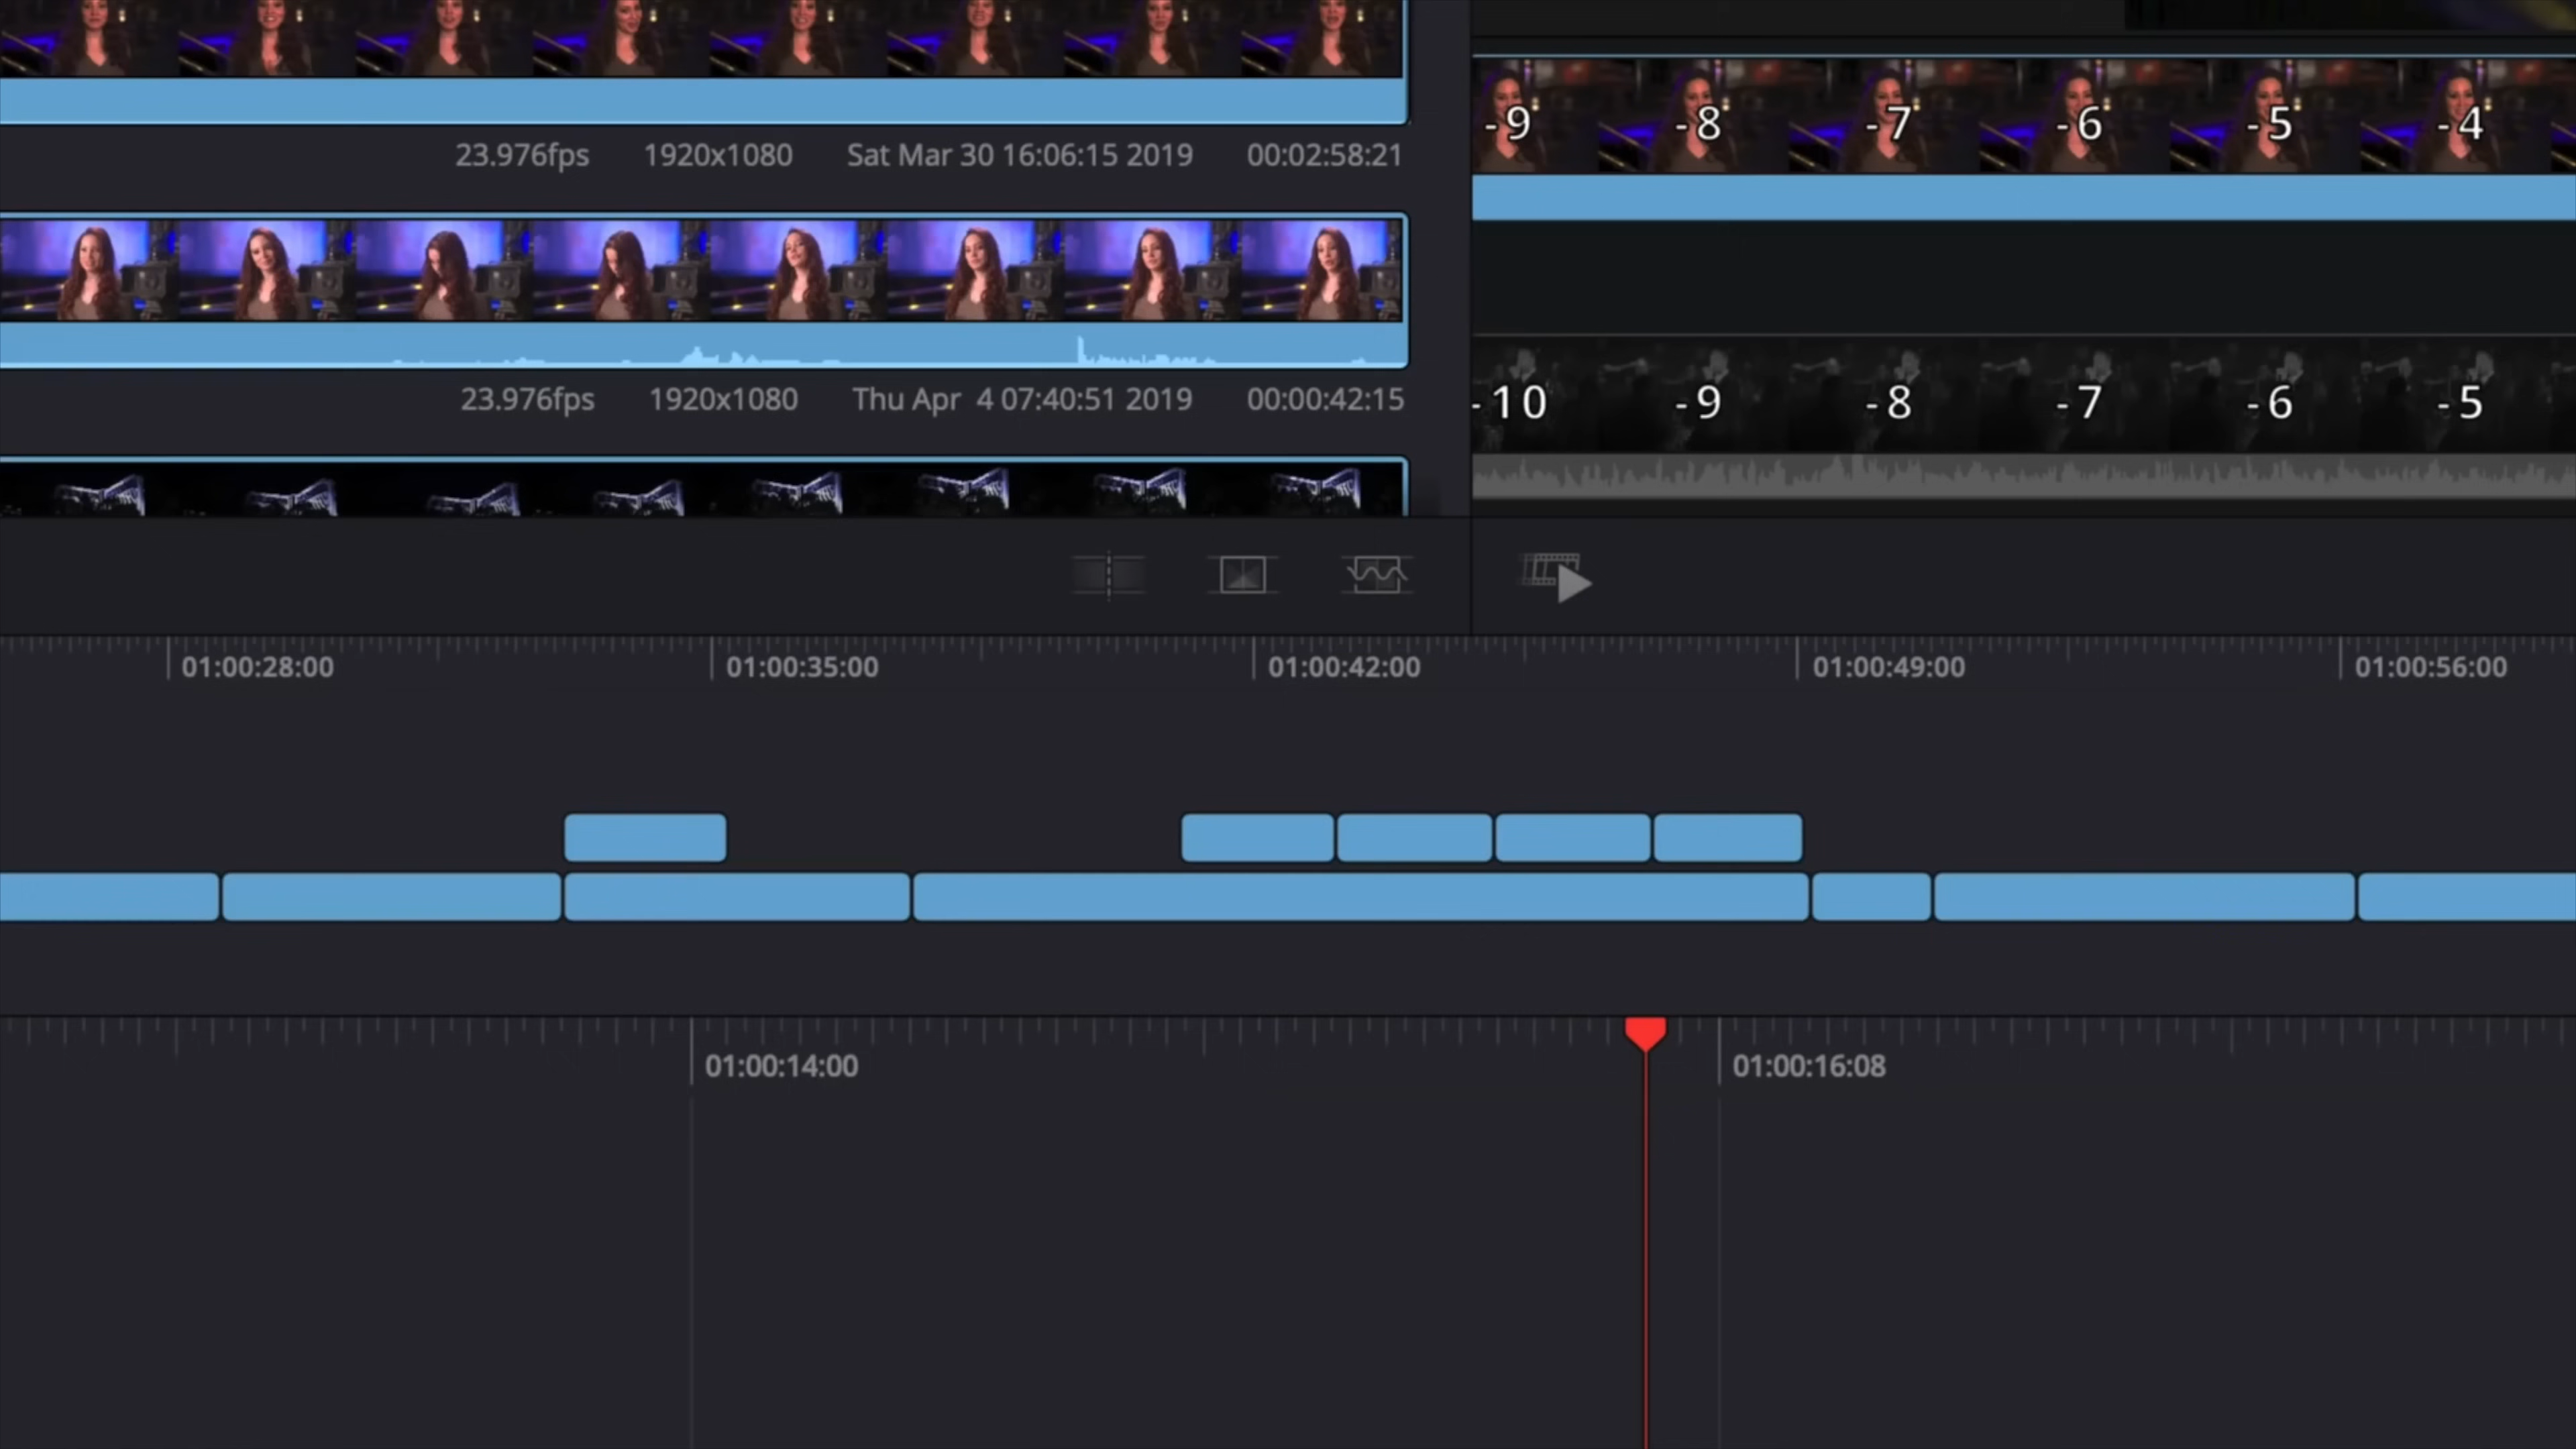 -9 -8 -7 -6 -5 -4
23.976fps 1920x1080 Sat Mar 30 16:06:15 2019 00:02:58:21
23.976fps 1920x1080 Thu Apr 4 07:40:51 2019 00:00:42:15
-10 -9 -8 -7 -6 -5
01:00:28:00 01:00:35:00 01:00:42:00 01:00:49:00 01:00:56:00
01:00:14:00 01:00:16:08